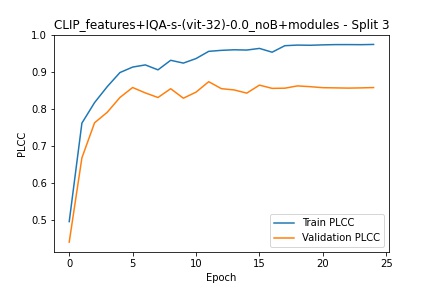 CLIP_features+IQA-s-(vit-32)-0.0_noB+modules - Split 3
1.0
0.9
0.8
0.7
0.6
0.5
PLCC
0
5
10
15
20
25
Epoch
Train PLCC
Validation PLCC